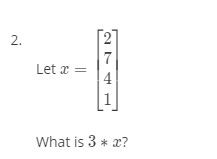 2.
Let x = [2
7
4
1]
What is 3 * x?